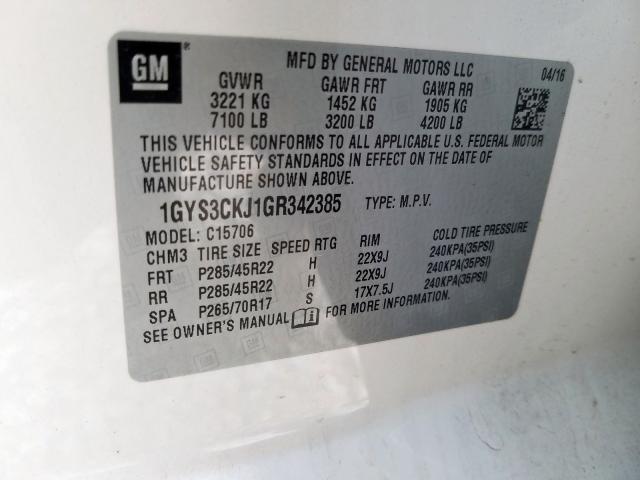 GM ®
MFD BY GENERAL MOTORS LLC 04/16
GVWR GAWR FRT GAWR RR
3221 KG 1452 KG 1905 KG
7100 LB 3200 LB 4200 LB
THIS VEHICLE CONFORMS TO ALL APPLICABLE U.S. FEDERAL MOTOR
VEHICLE SAFETY STANDARDS IN EFFECT ON THE DATE OF
MANUFACTURE SHOWN ABOVE.
1GYS3CKJ1GR342385 TYPE: M.P.V.
MODEL: C15706
CHM3 TIRE SIZE SPEED RTG RIM COLD TIRE PRESSURE
FRT P285/45R22 H 22X9J 240KPA(35PSI)
RR P285/45R22 H 22X9J 240KPA(35PSI)
SPA P265/70R17 S 17X7.5J 240KPA(35PSI)
SEE OWNER'S MANUAL i FOR MORE INFORMATION.